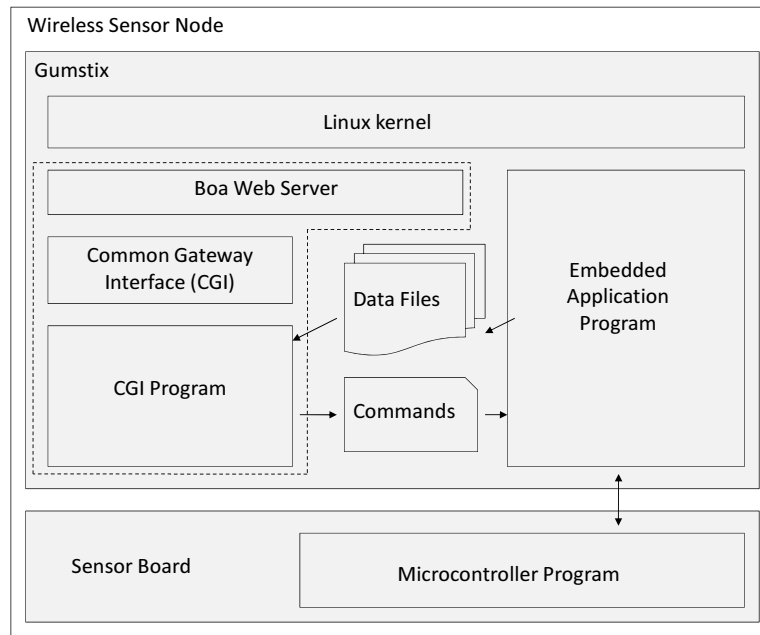 Wireless Sensor Node
Gumstix
Linux kernel
Boa Web Server
Common Gateway
Interface (CGI)
Data Files
Embedded
Application
Program
CGI Program
Commands
Sensor Board
Microcontroller Program